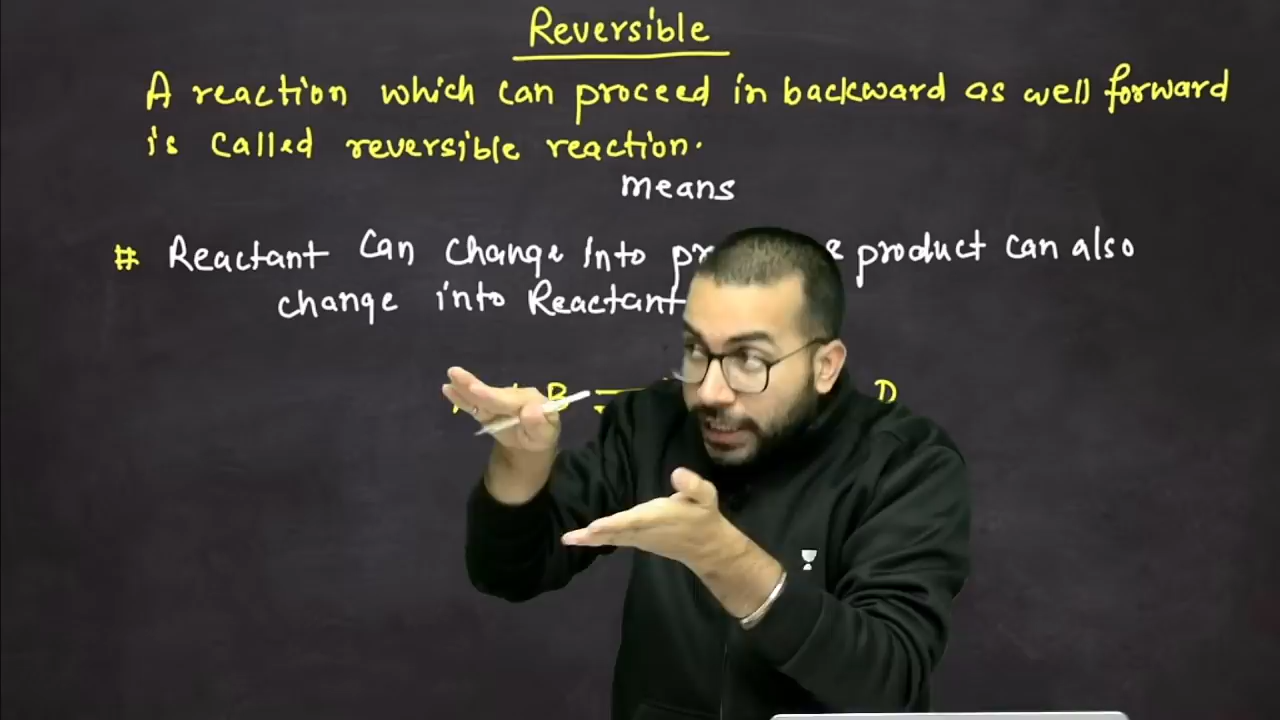 Reversible
A reaction which can proceed in backward as well forward
is called reversible reaction.
means
# Reactant can change into product can also
change into Reactant
B
D